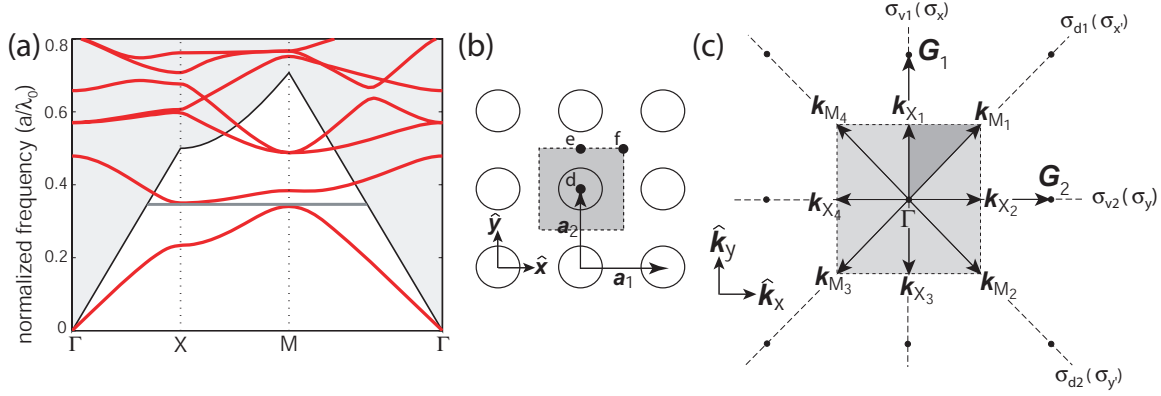 (a)
normalized frequency (a/λ₀)
0.8
0.6
0.4
0.2
0
Γ
X
M
Γ
(b)
e
f
d
a₂
ŷ
x̂
a₁
(c)
σv1(σx)
σd1(σx')
G₁
kX₁
kM₁
kM₄
G₂
kX₄
Γ
kX₂
σv2(σy)
k̂y
k̂x
kM₃
kX₃
kM₂
σd2(σy')